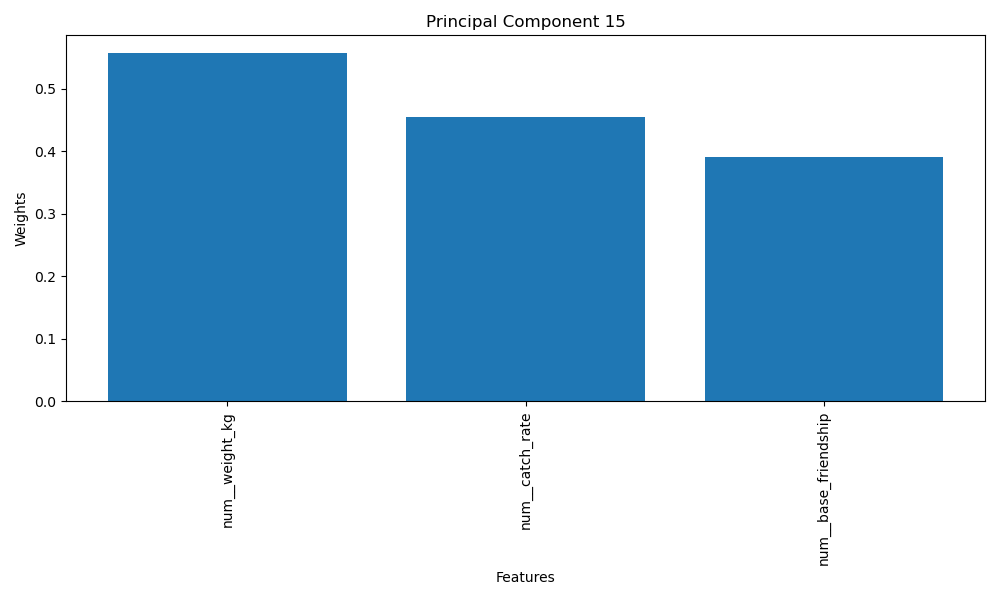 Principal Component 15
Weights
0.5
0.4
0.3
0.2
0.1
0.0
num__weight_kg
num__catch_rate
num__base_friendship
Features